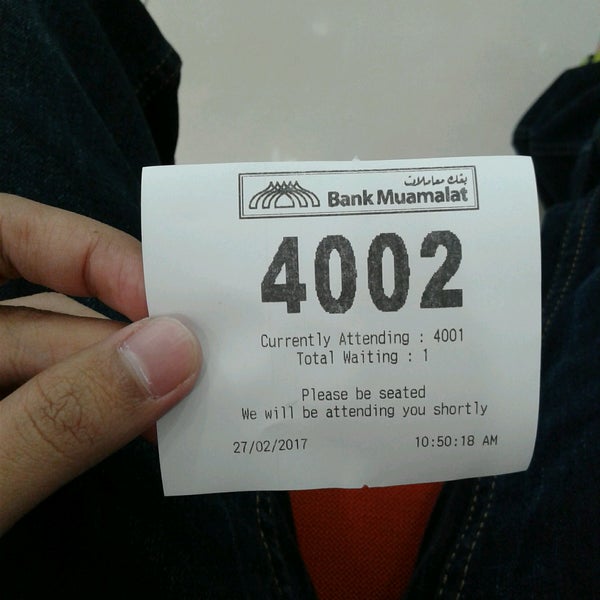 بنك معاملات
Bank Muamalat
4002
Currently Attending : 4001
Total Waiting : 1
Please be seated
We will be attending you shortly
27/02/2017 10:50:18 AM